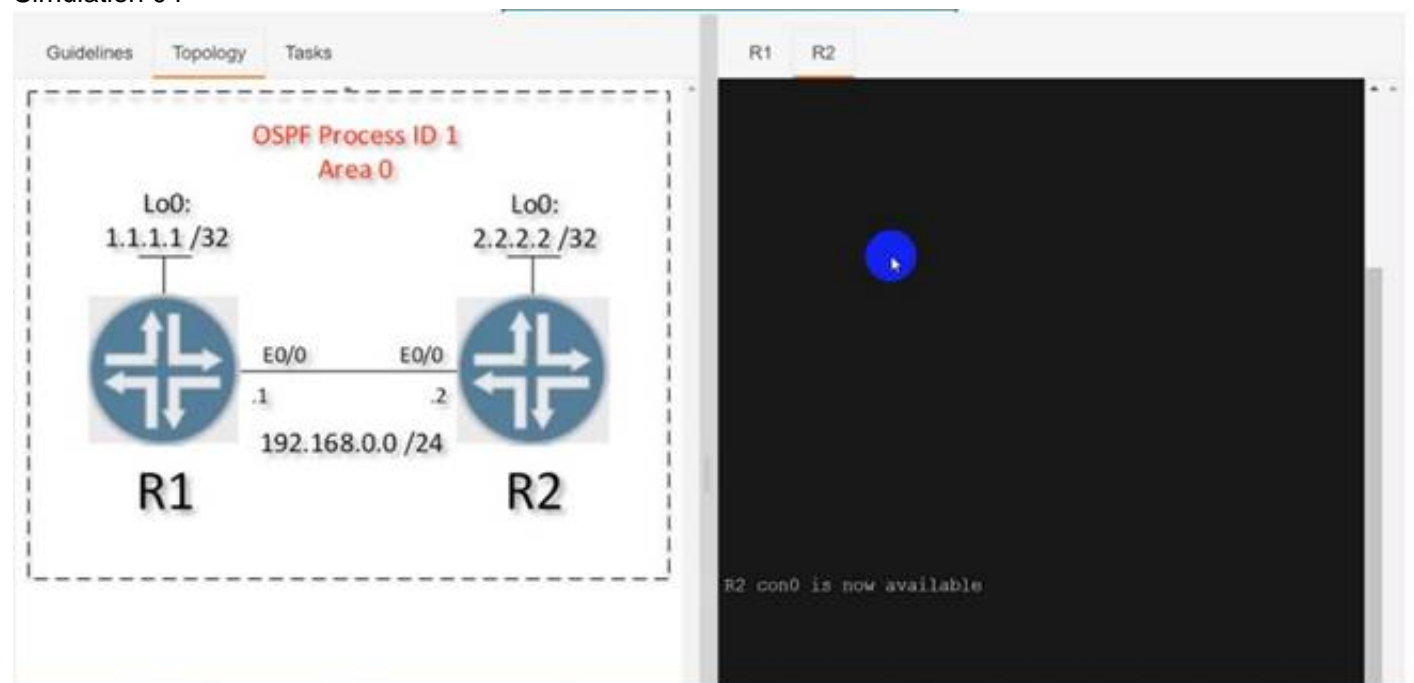 Guidelines Topology Tasks
R1 R2
OSPF Process ID 1
Area 0
Lo0:
1.1.1.1 /32
Lo0:
2.2.2.2 /32
E0/0 E0/0
.1 .2
192.168.0.0 /24
R1 R2
R2 con0 is now available